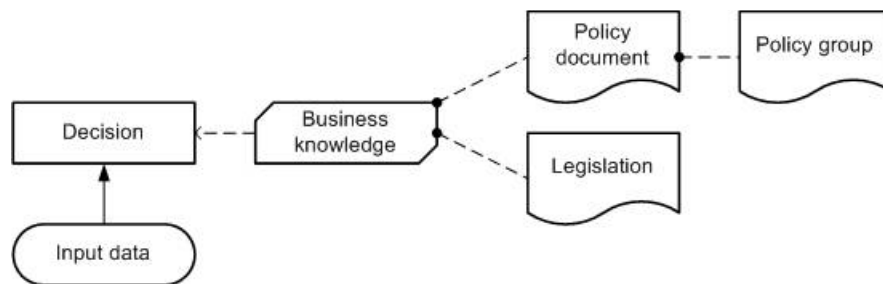 Policy
document
Policy group
Decision
Business
knowledge
Legislation
Input data